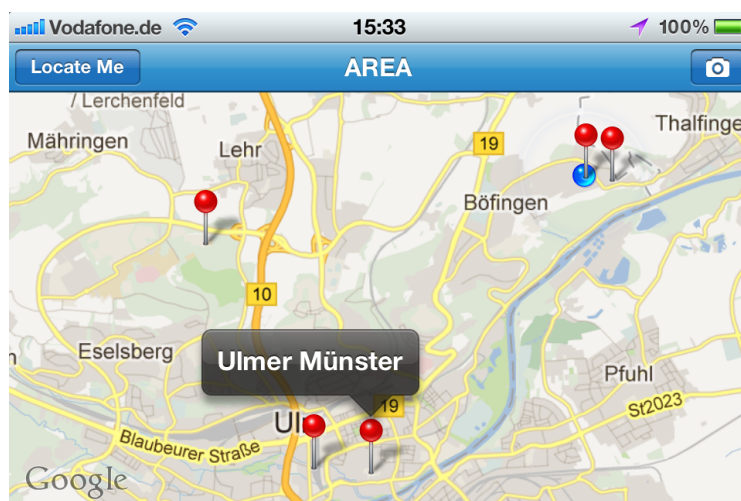 Vodafone.de 15:33 100%
Locate Me AREA
/ Lerchenfeld
Mähringen
Lehr
19
Thalfinge
Böfingen
10
Eselsberg
Ulmer Münster
Pfuhl
19
St2023
Ul
Blaubeurer Straße
Google